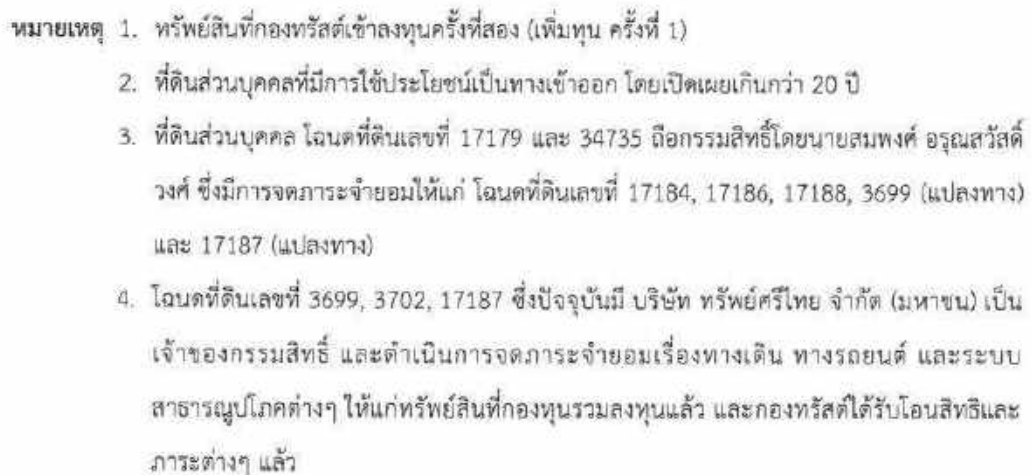 หมายเหตุ 1. ทรัพย์สินที่กองทรัสต์เข้าลงทุนครั้งที่สอง (เพิ่มทุน ครั้งที่ 1)
2. ที่ดินส่วนบุคคลที่มีการใช้ประโยชน์เป็นทางเข้าออก โดยเปิดเผยเกินกว่า 20 ปี
3. ที่ดินส่วนบุคคล โฉนดที่ดินเลขที่ 17179 และ 34735 ถือกรรมสิทธิ์โดยนายสมพงศ์ อรุณสวัสดิ์
วงศ์ ซึ่งมีการจดภาระจำยอมให้แก่ โฉนดที่ดินเลขที่ 17184, 17186, 17188, 3699 (แปลงทาง)
และ 17187 (แปลงทาง)
4. โฉนดที่ดินเลขที่ 3699, 3702, 17187 ซึ่งปัจจุบันมี บริษัท ทรัพย์ศรีไทย จำกัด (มหาชน) เป็น
เจ้าของกรรมสิทธิ์ และดำเนินการจดภาระจำยอมเรื่องทางเดิน ทางรถยนต์ และระบบ
สาธารณูปโภคต่างๆ ให้แก่ทรัพย์สินที่กองทุนรวมลงทุนแล้ว และกองทรัสต์ได้รับโอนสิทธิและ
ภาระต่างๆ แล้ว